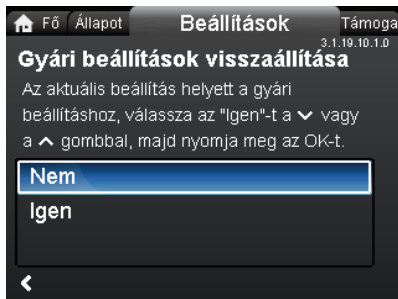 Fő Állapot Beállítások Támoga
3.1.19.10.1.0
Gyári beállítások visszaállítása
Az aktuális beállítás helyett a gyári
beállításhoz, válassza az "Igen"-t a vagy
a gombbal, majd nyomja meg az OK-t.
Nem
Igen